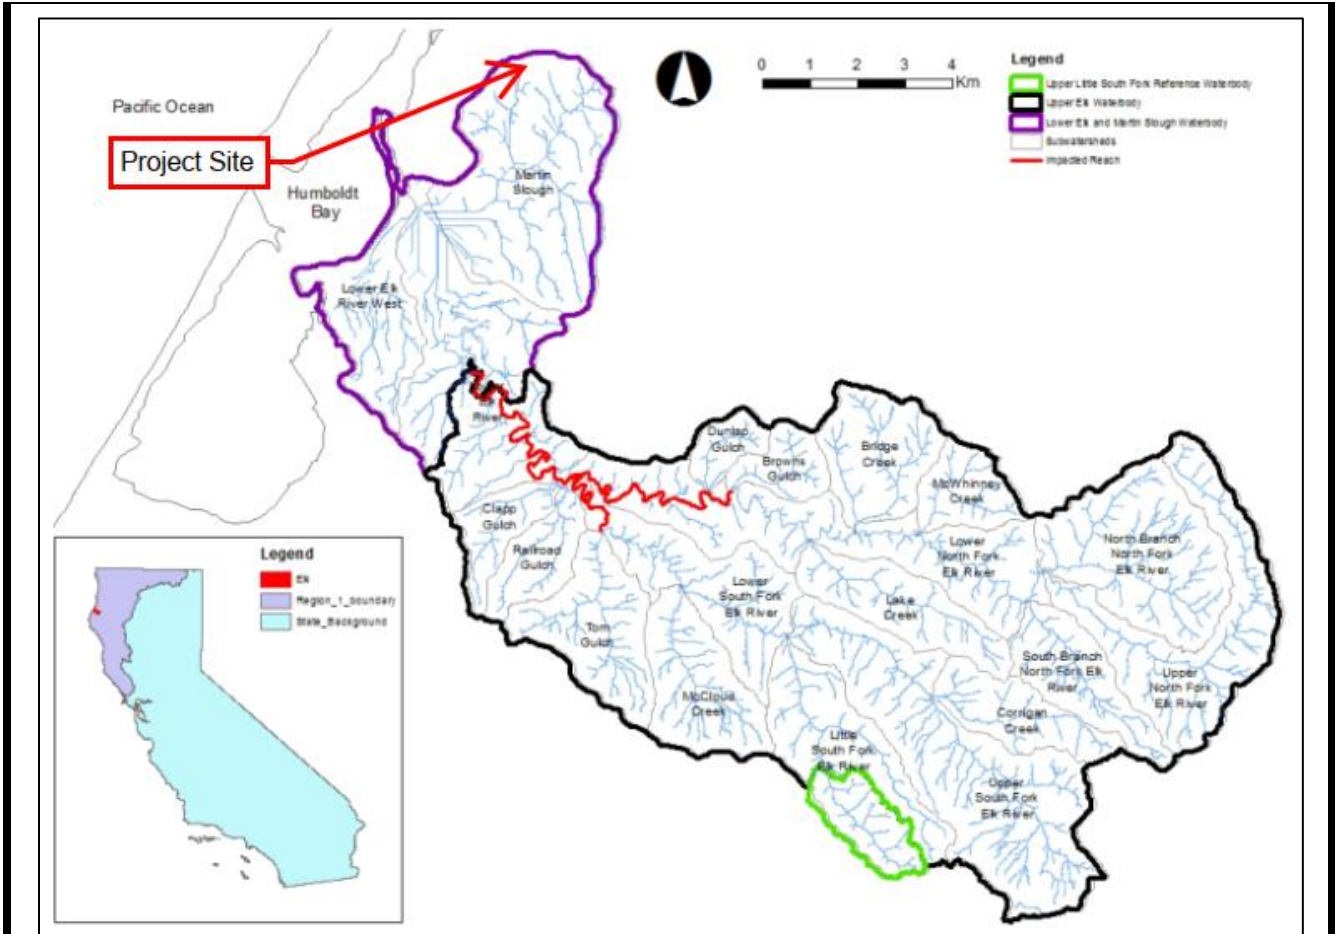 Pacific Ocean
Project Site
Humboldt
Bay
0 1 2 3 4
Km
Legend
Upper Little South Fork Reference Waterbody
Upper Elk Waterbody
Lower Elk and Martin Slough Waterbody
Subwatersheds
Impacted Reach
Martin
Slough
Lower Elk
River West
River
Dunlap
Gulch
Browns
Gulch
Bridge
Creek
McWhinney
Creek
Clapp
Gulch
Railroad
Gulch
Lower
North Fork
Elk River
North Branch
North Fork
Elk River
Lower
South Fork
Elk River
Lake
Creek
Tom
Gulch
South Branch
North Fork Elk
River
Upper
North Fork
Elk River
McCloud
Creek
Corrigan
Creek
Little
South Fork
Elk River
Upper
South Fork
Elk River
Legend
Elk
Region_1_boundary
State_Background